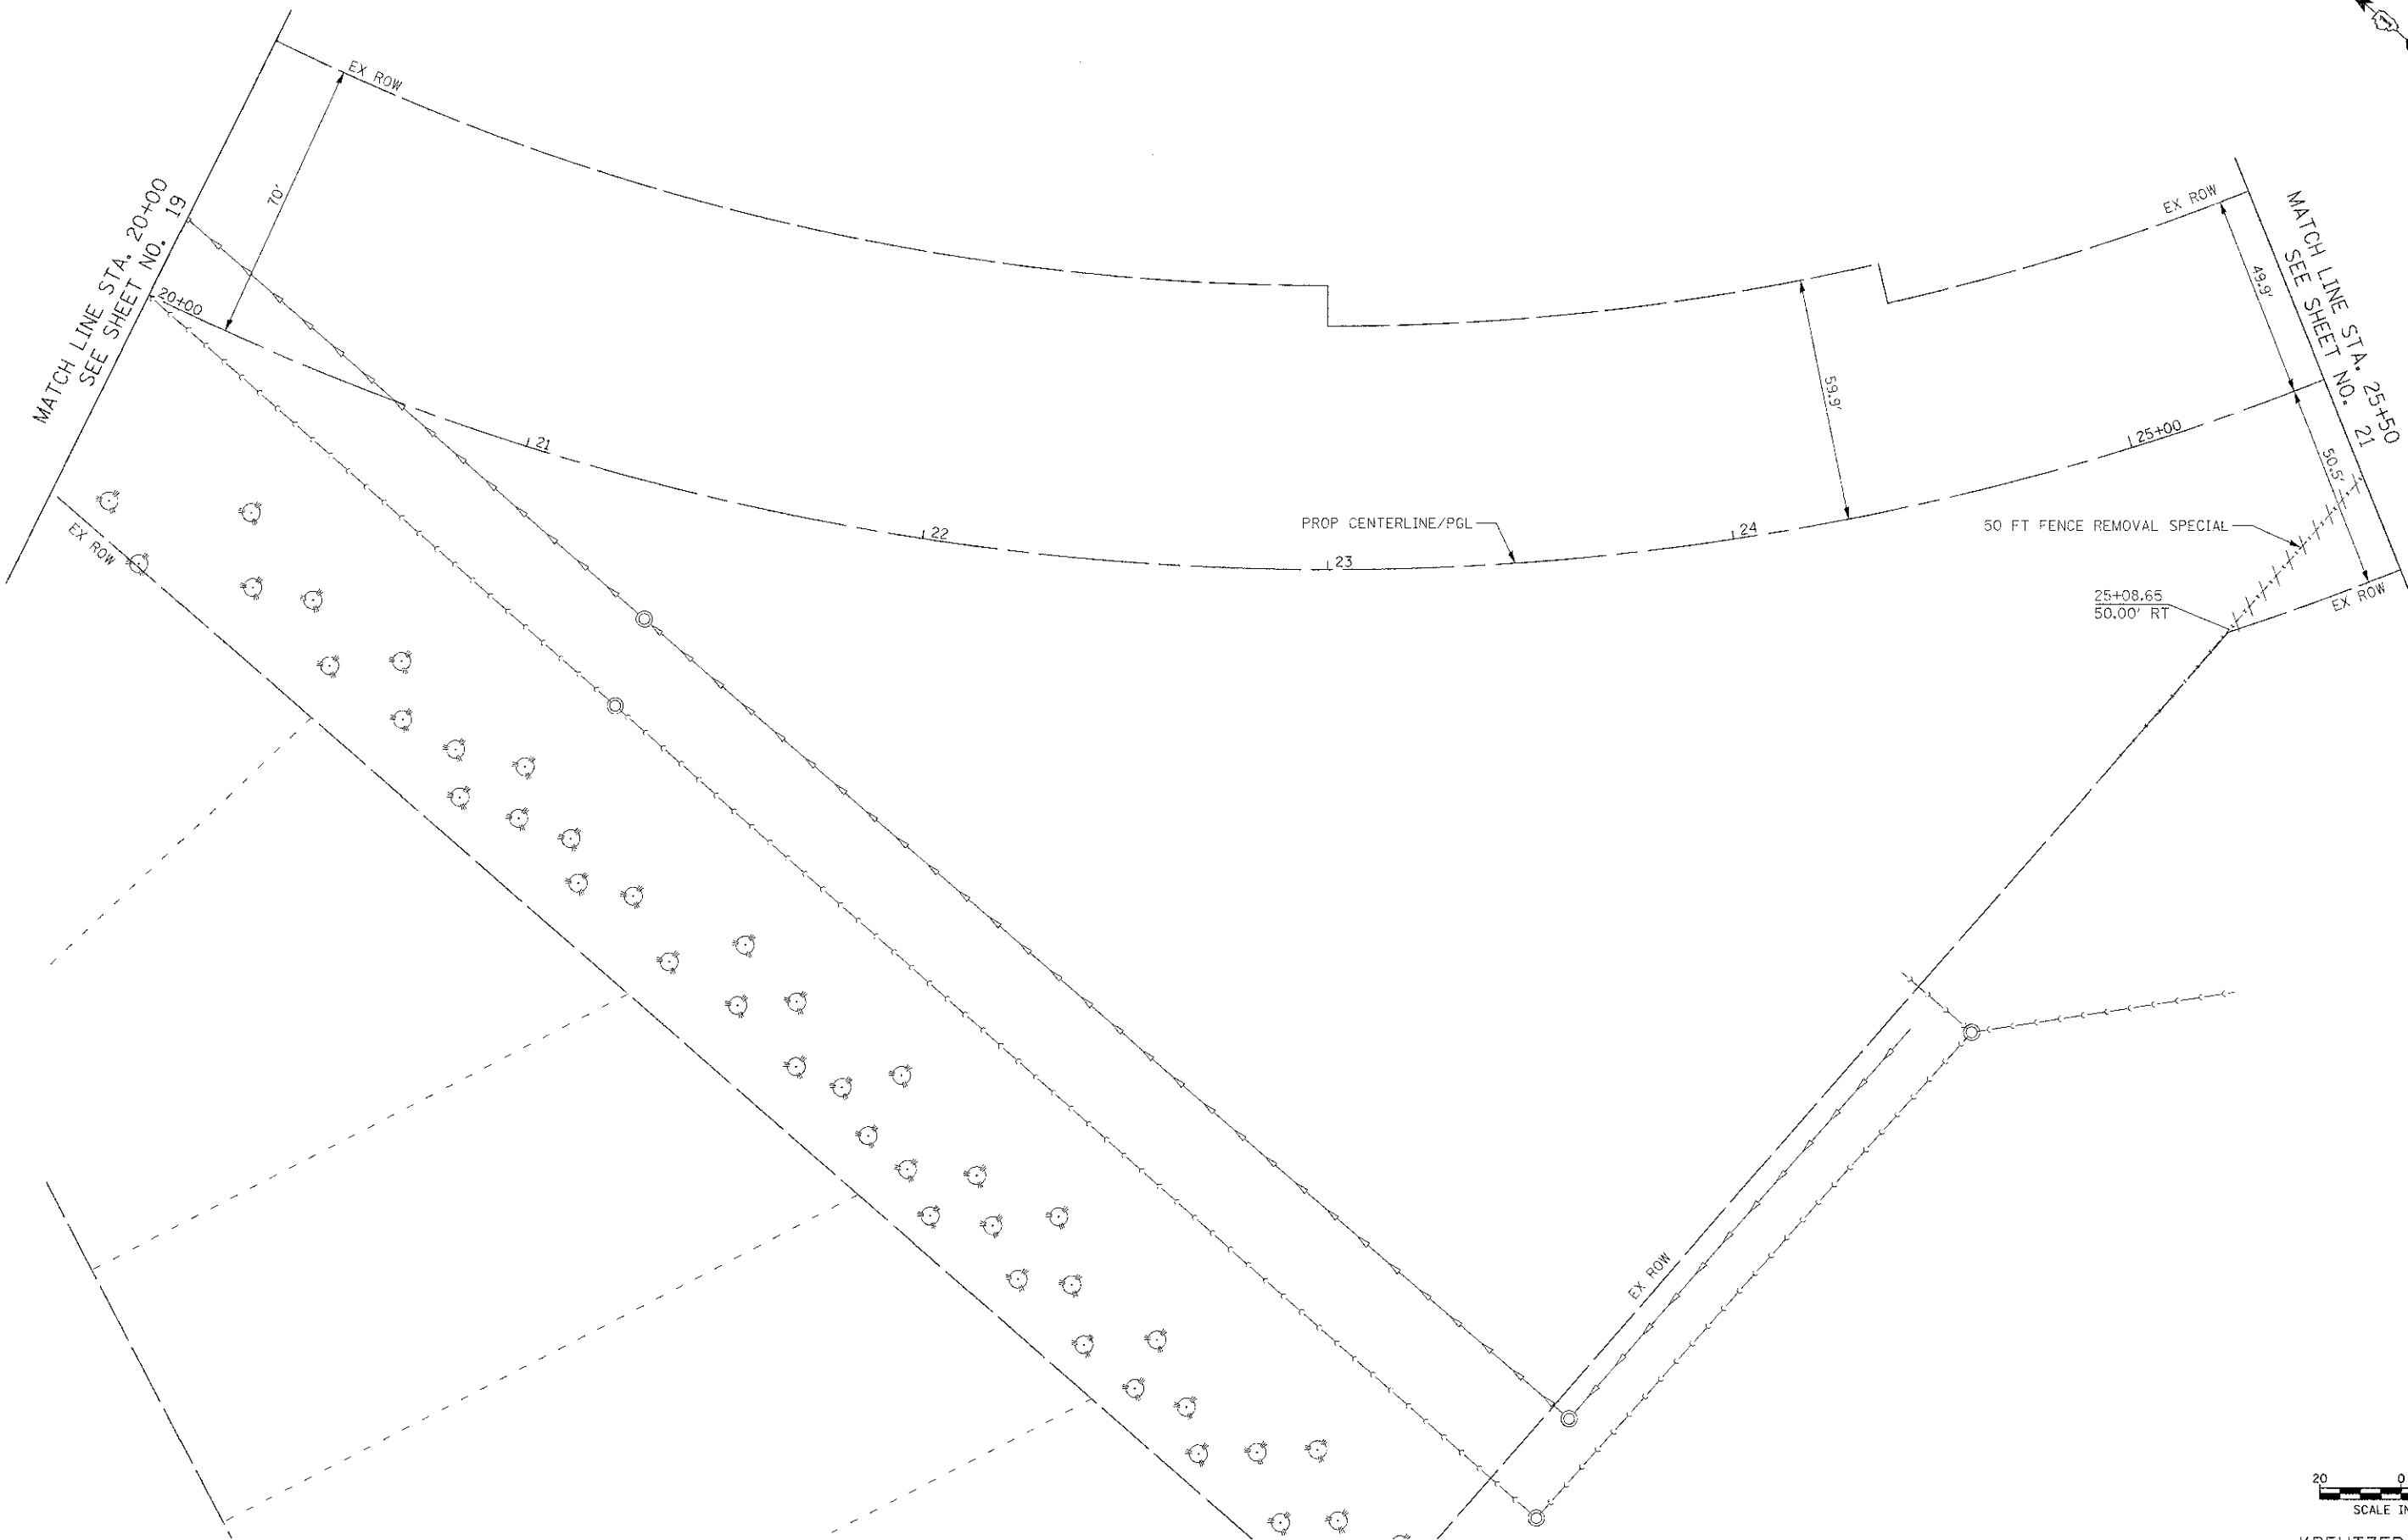 EX ROW
70'
MATCH LINE STA. 20+00
SEE SHEET NO. 19
20+00
EX ROW
21
22
PROP CENTERLINE/PGL
23
24
59.9'
25+00
EX ROW
49.9'
MATCH LINE STA. 25+50
SEE SHEET NO. 21
50.5'
50 FT FENCE REMOVAL SPECIAL
25+08.65
50.00' RT
EX ROW
EX ROW
20 0
SCALE IN